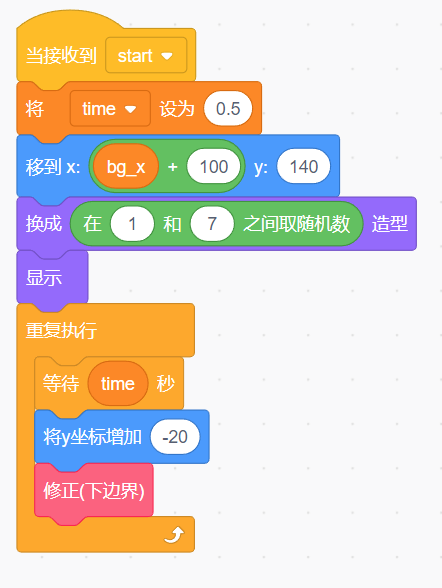 当接收到 start
将 time 设为 0.5
移到 x: bg_x + 100 y: 140
换成 在 1 和 7 之间取随机数 造型
显示
重复执行
等待 time 秒
将y坐标增加 -20
修正(下边界)